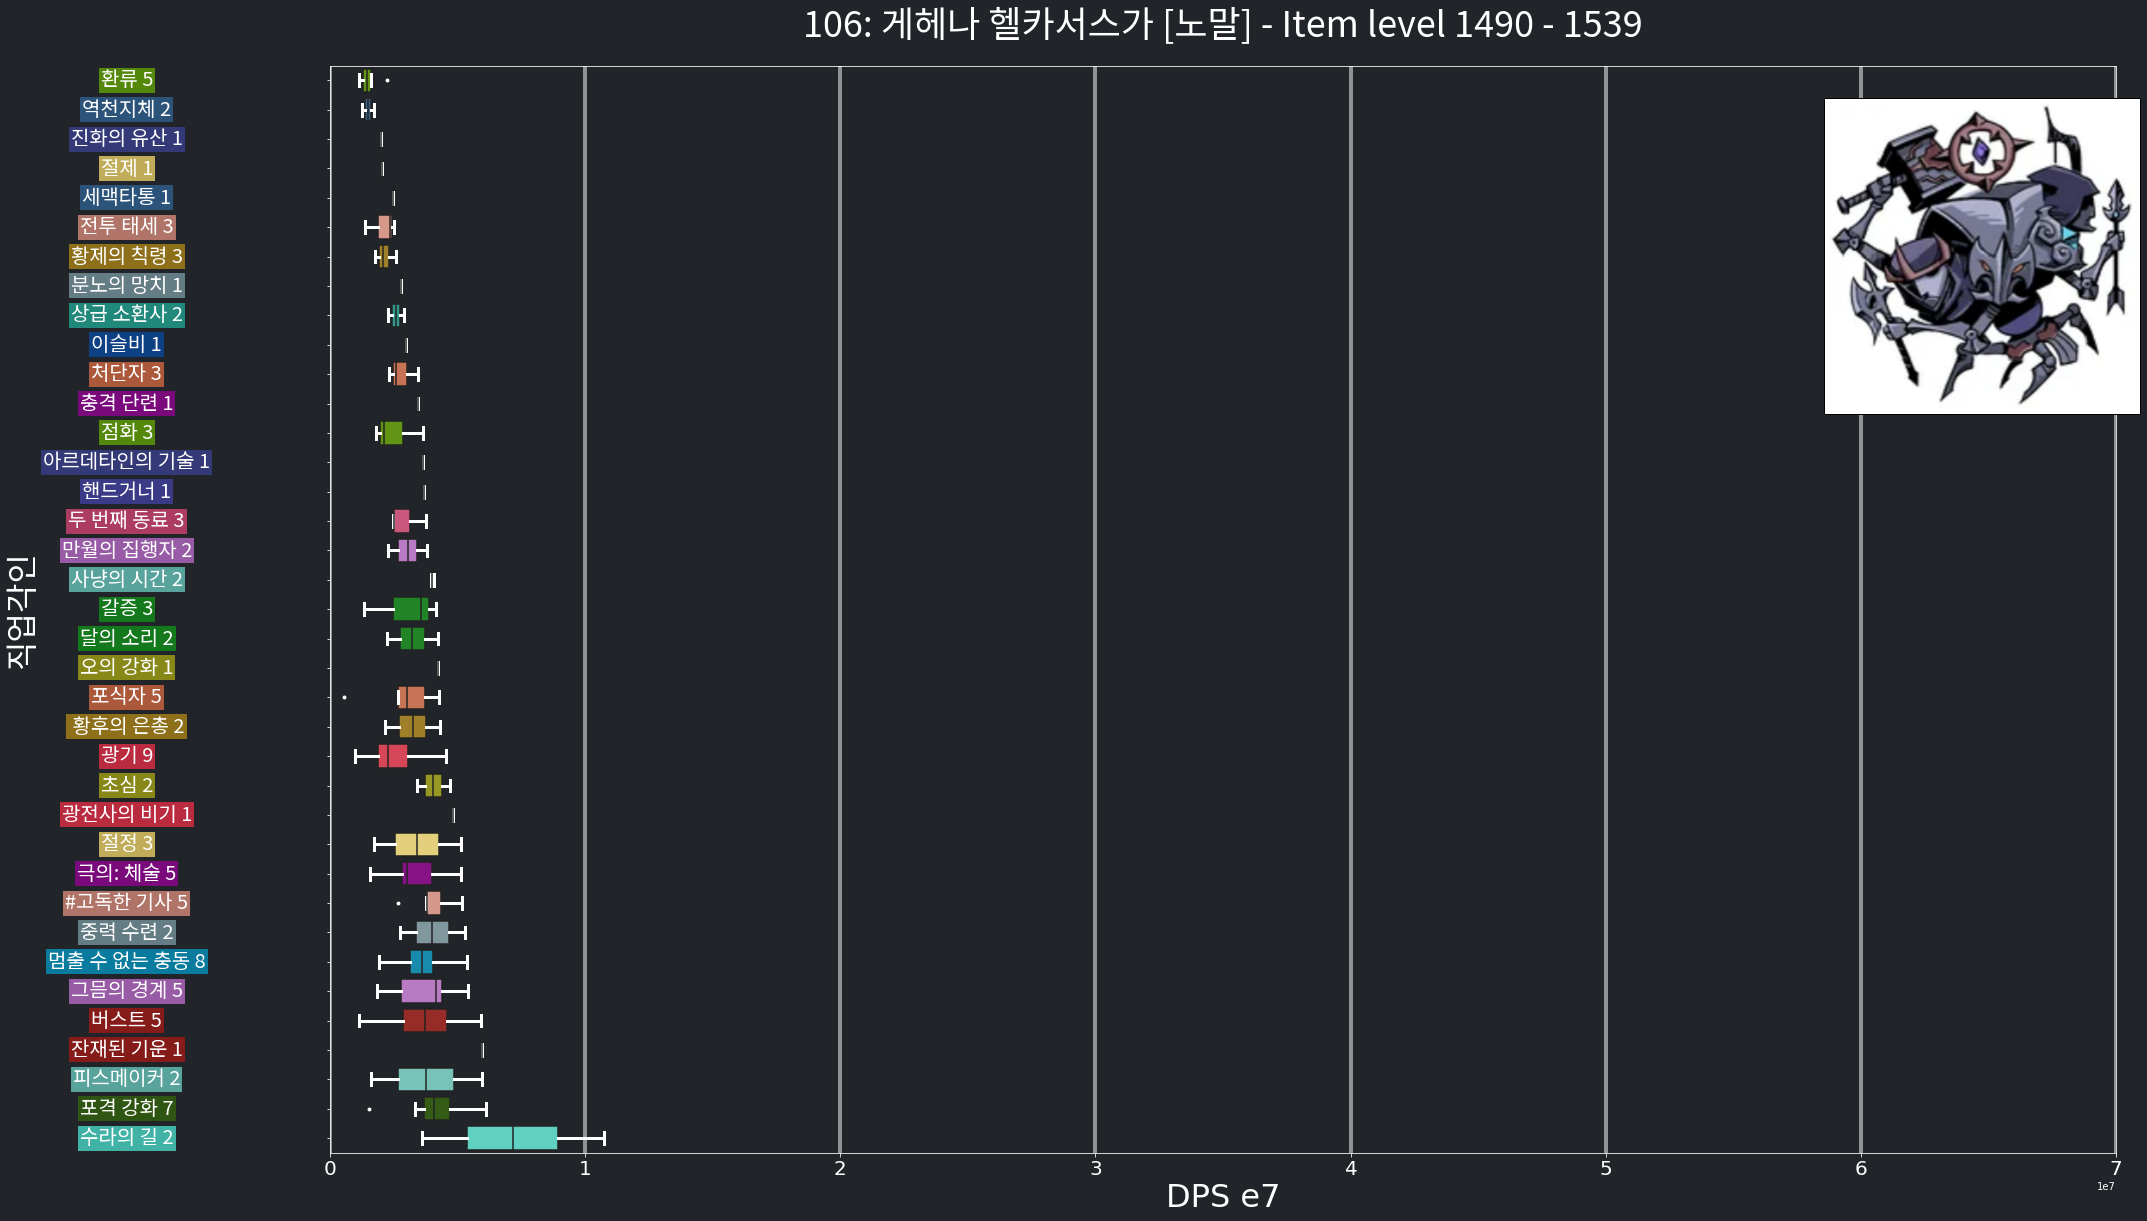 106: 게헤나 헬카서스가 [노말] - Item level 1490 - 1539
직업각인
환류 5
역천지체 2
진화의 유산 1
절제 1
세맥타통 1
전투 태세 3
황제의 칙령 3
분노의 망치 1
상급 소환사 2
이슬비 1
처단자 3
충격 단련 1
점화 3
아르데타인의 기술 1
핸드거너 1
두 번째 동료 3
만월의 집행자 2
사냥의 시간 2
갈증 3
달의 소리 2
오의 강화 1
포식자 5
황후의 은총 2
광기 9
초심 2
광전사의 비기 1
절정 3
극의: 체술 5
#고독한 기사 5
중력 수련 2
멈출 수 없는 충동 8
그믐의 경계 5
버스트 5
잔재된 기운 1
피스메이커 2
포격 강화 7
수라의 길 2
0 1 2 3 4 5 6 7
1e7
DPS e7